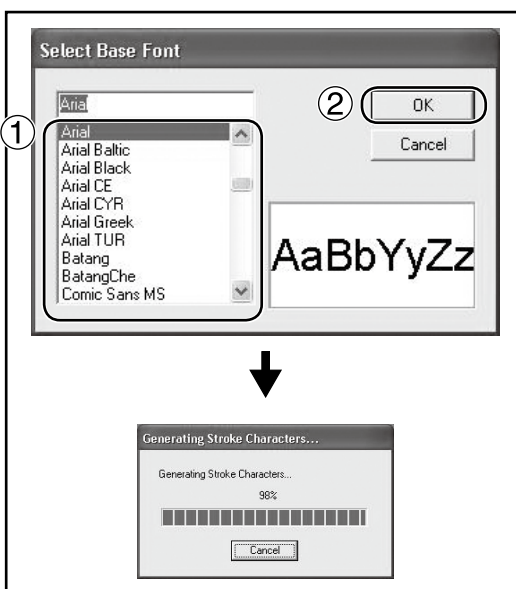 Select Base Font
Arial
① Arial
Arial Baltic
Arial Black
Arial CE
Arial CYR
Arial Greek
Arial TUR
Batang
BatangChe
Comic Sans MS
② OK
Cancel
AaBbYyZz
Generating Stroke Characters...
Generating Stroke Characters...
98%
Cancel